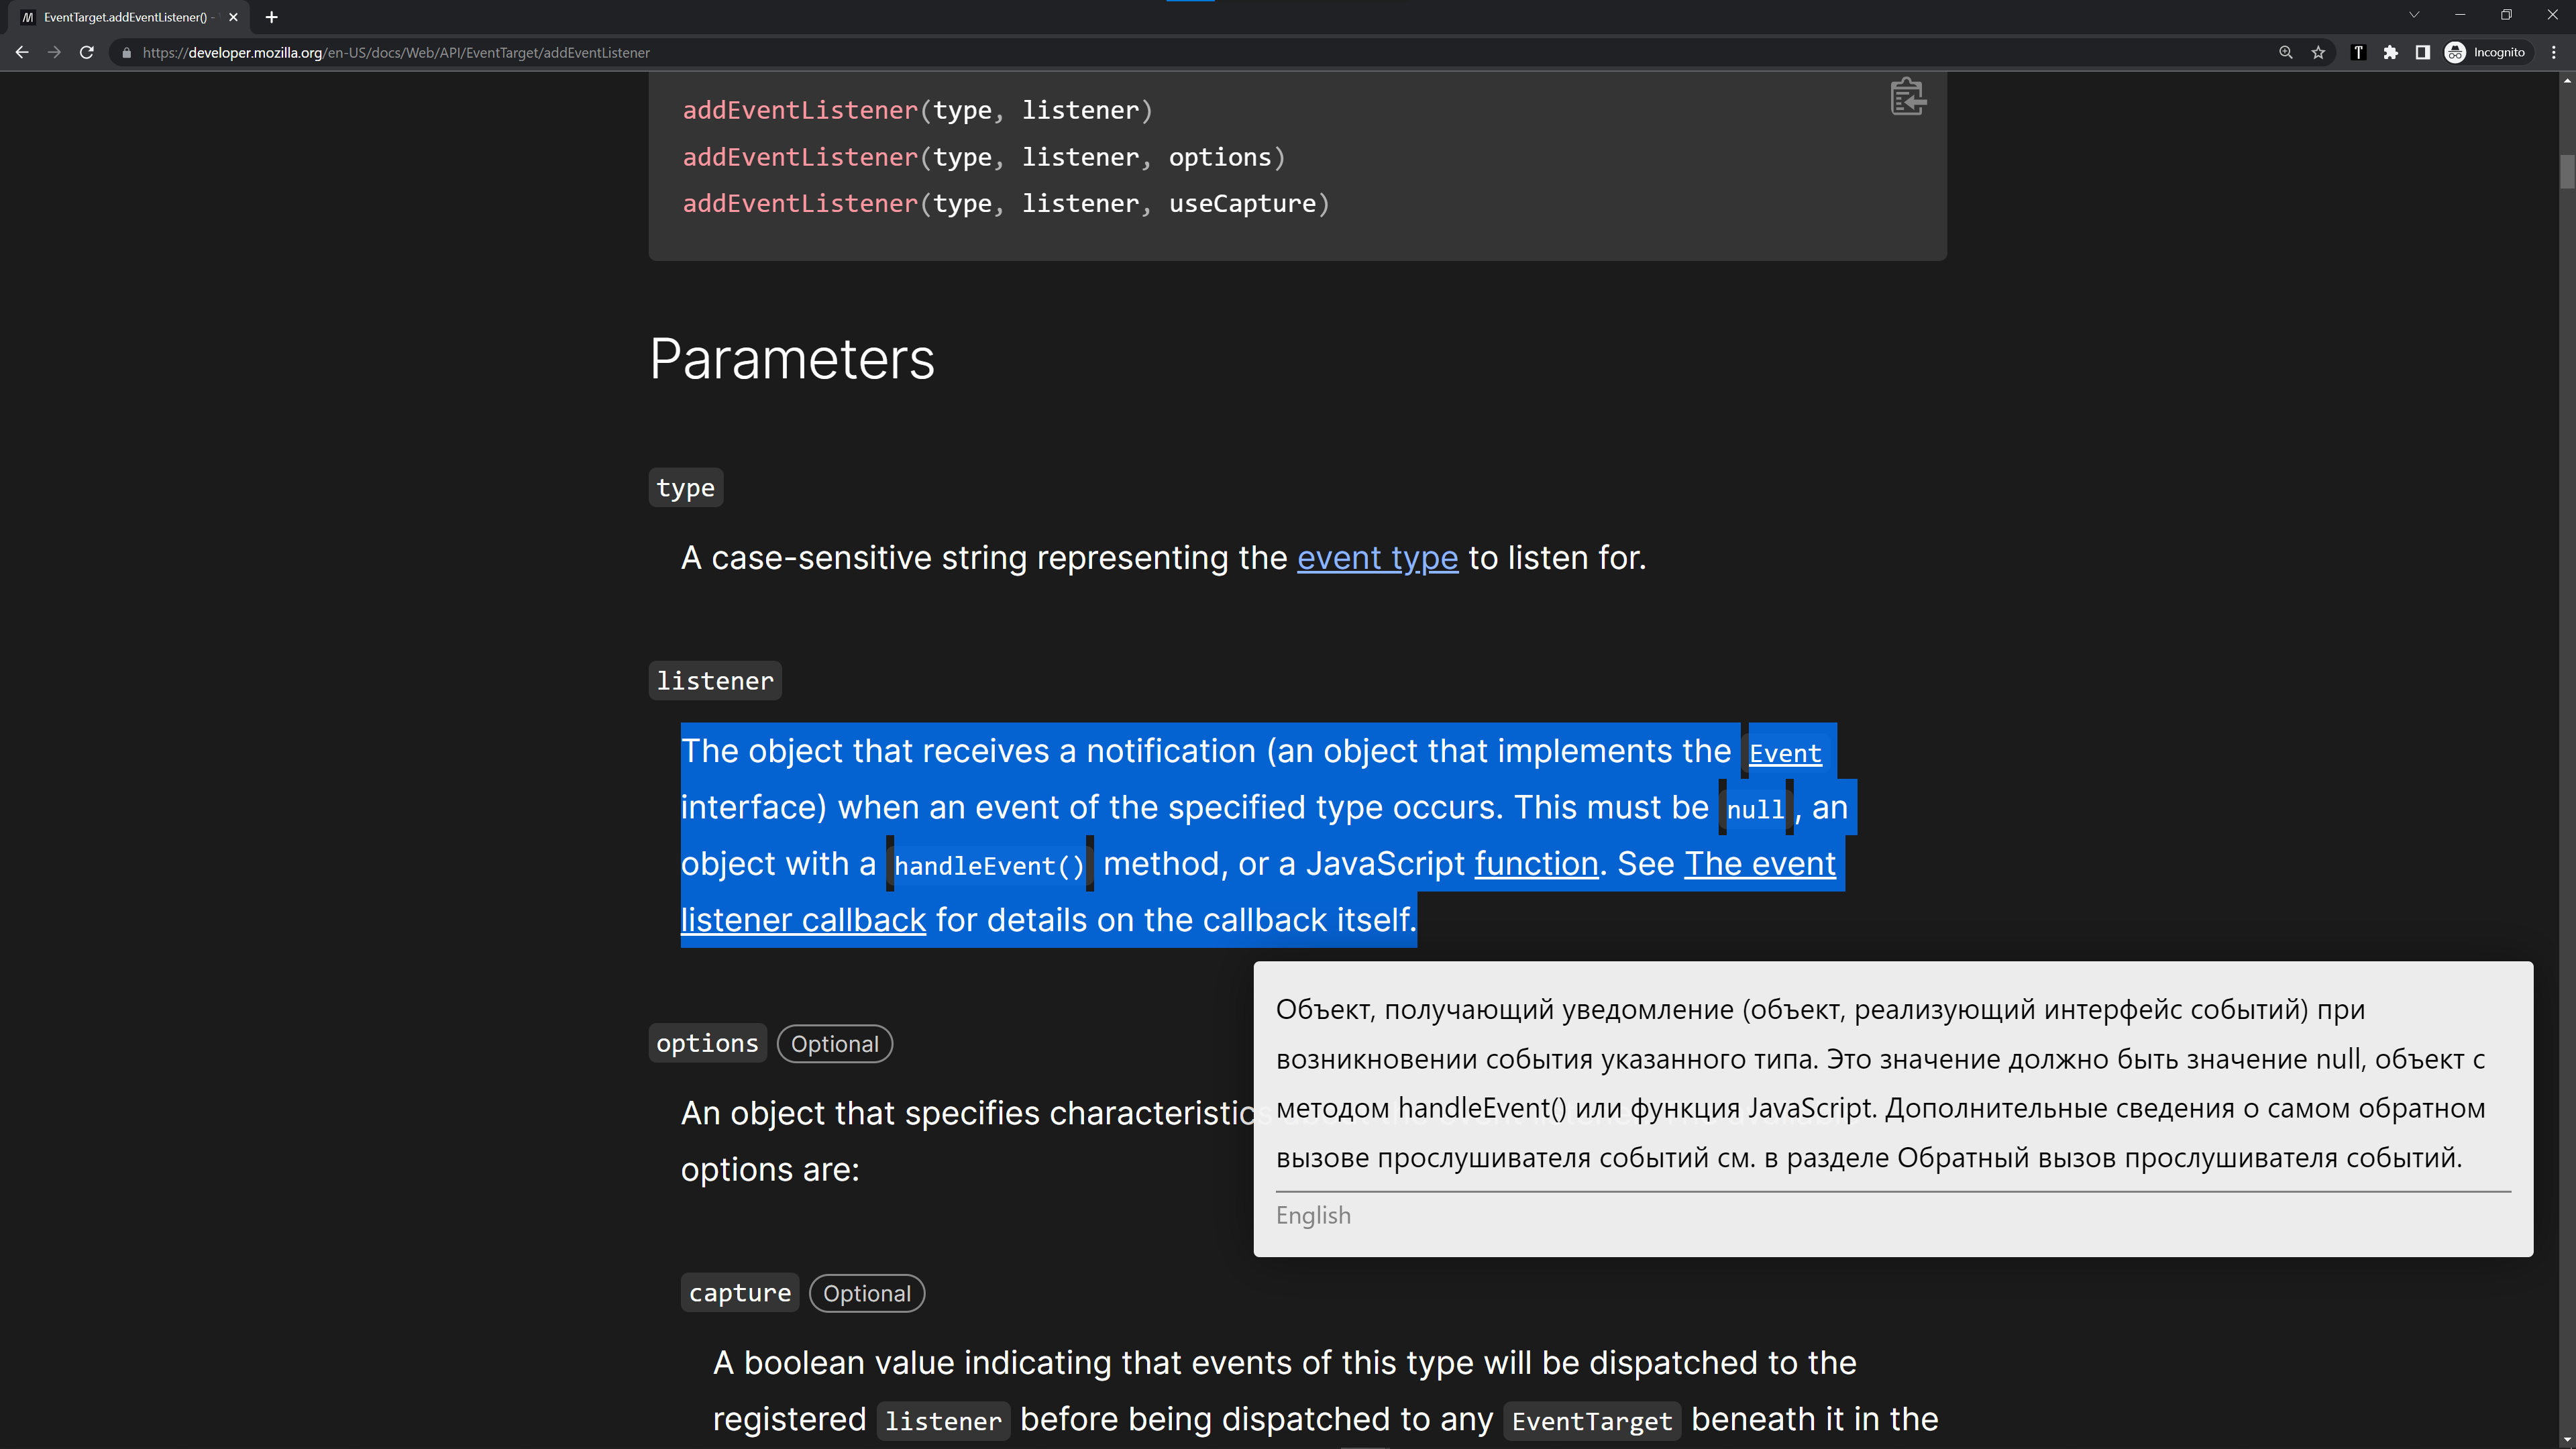 EventTarget.addEventListener() -
https://developer.mozilla.org/en-US/docs/Web/API/EventTarget/addEventListener
Incognito
addEventListener(type, listener)
addEventListener(type, listener, options)
addEventListener(type, listener, useCapture)
Parameters
type
A case-sensitive string representing the event type to listen for.
listener
The object that receives a notification (an object that implements the Event
interface) when an event of the specified type occurs. This must be null, an
object with a handleEvent() method, or a JavaScript function. See The event
listener callback for details on the callback itself.
Объект, получающий уведомление (объект, реализующий интерфейс событий) при
возникновении события указанного типа. Это значение должно быть значение null, объект с
методом handleEvent() или функция JavaScript. Дополнительные сведения о самом обратном
вызове прослушивателя событий см. в разделе Обратный вызов прослушивателя событий.
English
options Optional
An object that specifies characteristics
options are:
capture Optional
A boolean value indicating that events of this type will be dispatched to the
registered listener before being dispatched to any EventTarget beneath it in the